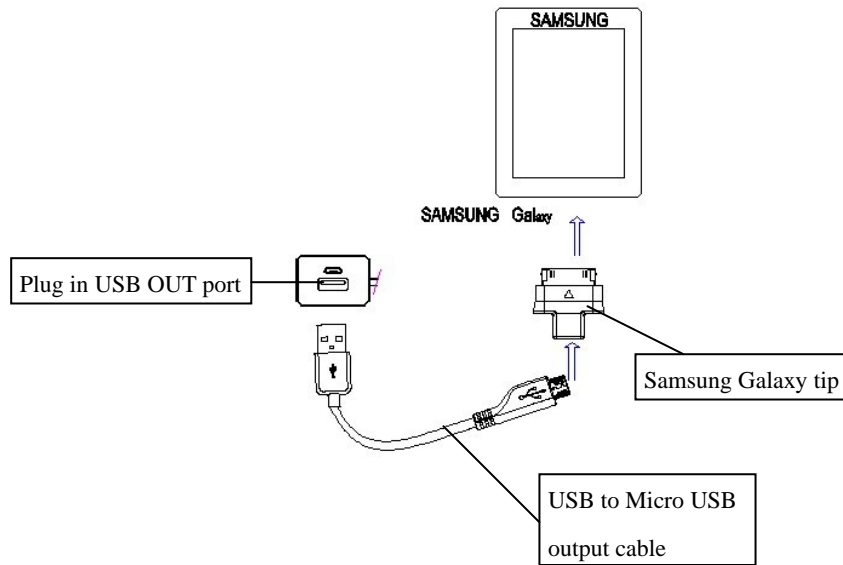 SAMSUNG
SAMSUNG Galaxy
Plug in USB OUT port
Samsung Galaxy tip
USB to Micro USB
output cable